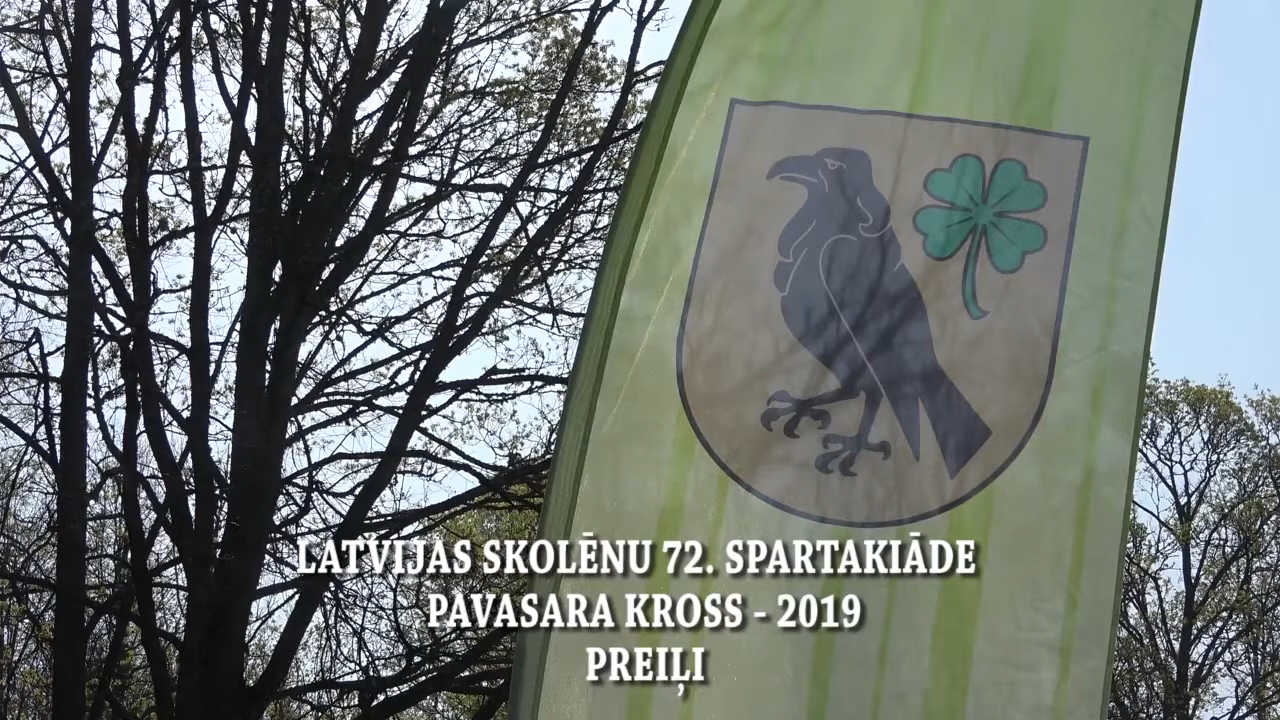 LATVIJAS SKOLĒNU 72. SPARTAKIĀDE
PAVASARA KROSS - 2019
PREIĻI